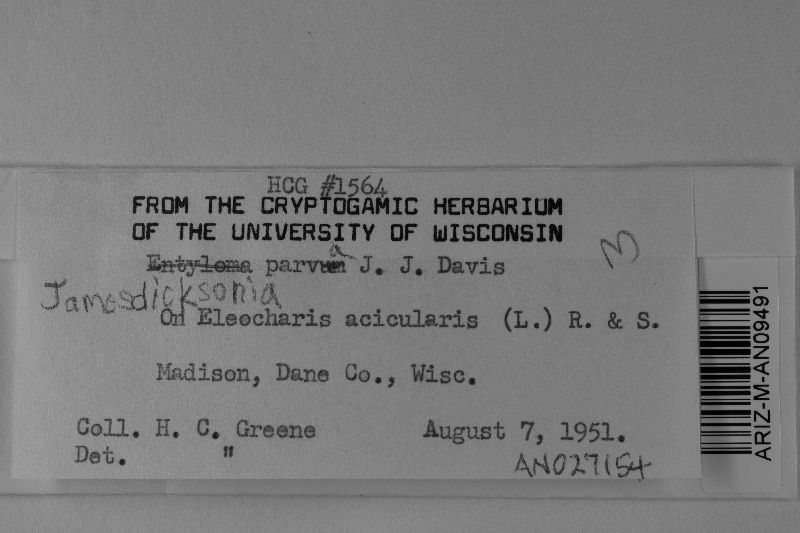 HCG #1564
FROM THE CRYPTOGAMIC HERBARIUM
OF THE UNIVERSITY OF WISCONSIN
3
Entyloma parvum a J. J. Davis
Jamesdicksonia
On Eleocharis acicularis (L.) R. & S.
Madison, Dane Co., Wisc.
Coll. H. C. Greene August 7, 1951.
Det. "
AN027154
ARIZ-M-AN09491